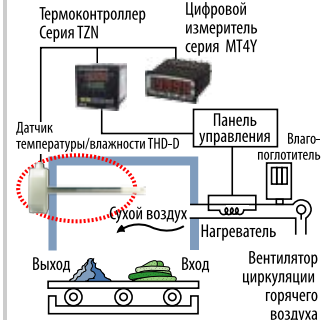 Термоконтроллер
Серия TZN
Цифровой
измеритель
серия MT4Y
Панель
управления
Датчик
температуры/влажности THD-D
Влаго-
поглотитель
Сухой воздух
Нагреватель
Выход
Вход
Вентилятор
циркуляции
горячего
воздуха